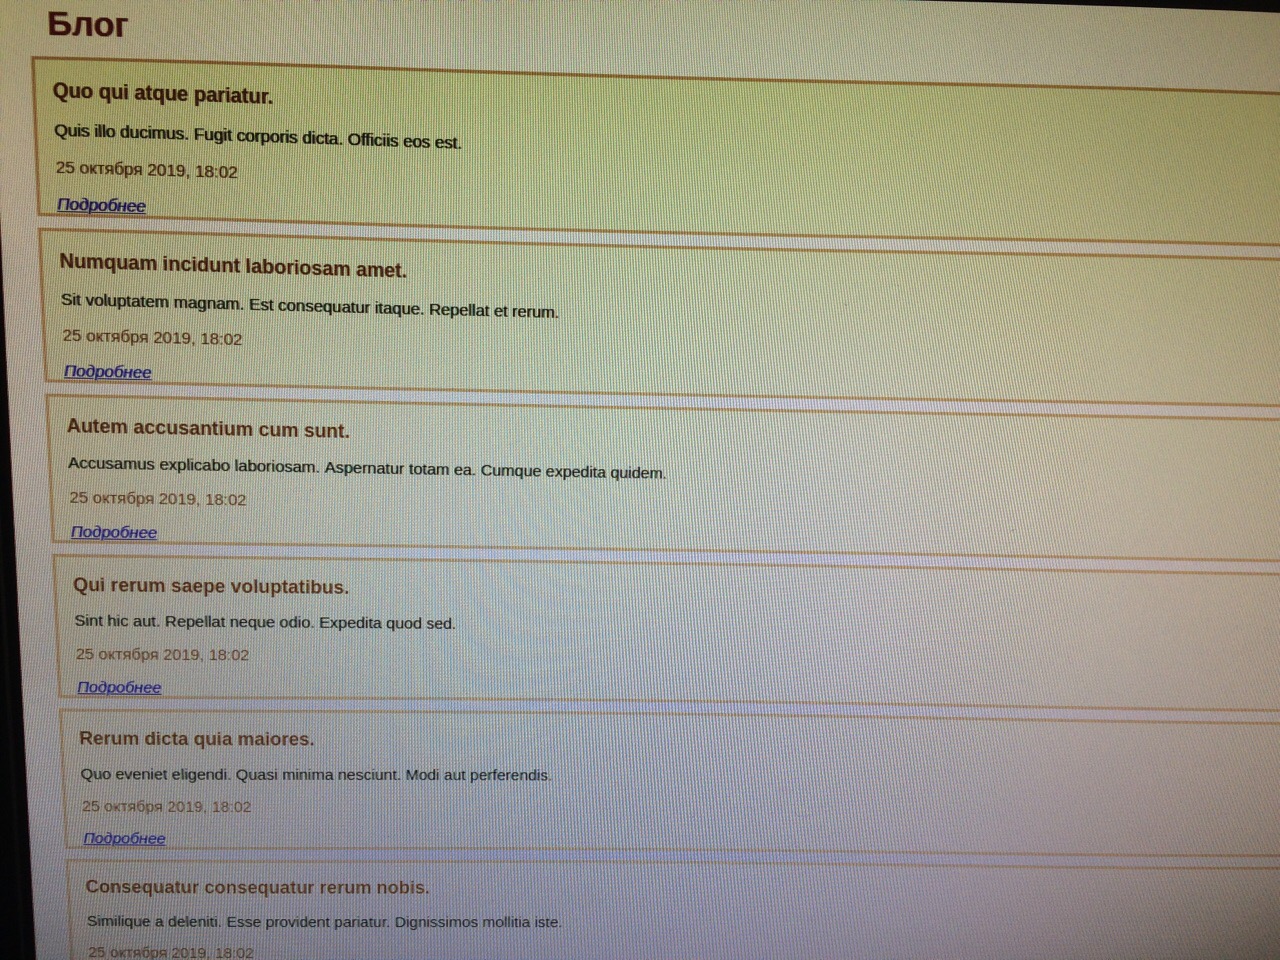 Блог
Quo qui atque pariatur.
Quis illo ducimus. Fugit corporis dicta. Officiis eos est.
25 октября 2019, 18:02
Подробнее
Numquam incidunt laboriosam amet.
Sit voluptatem magnam. Est consequatur itaque. Repellat et rerum.
25 октября 2019, 18:02
Подробнее
Autem accusantium cum sunt.
Accusamus explicabo laboriosam. Aspernatur totam ea. Cumque expedita quidem.
25 октября 2019, 18:02
Подробнее
Qui rerum saepe voluptatibus.
Sint hic aut. Repellat neque odio. Expedita quod sed.
25 октября 2019, 18:02
Подробнее
Rerum dicta quia maiores.
Quo eveniet eligendi. Quasi minima nesciunt. Modi aut perferendis.
25 октября 2019, 18:02
Подробнее
Consequatur consequatur rerum nobis.
Similique a deleniti. Esse provident pariatur. Dignissimos mollitia iste.
25 октября 2019, 18:02